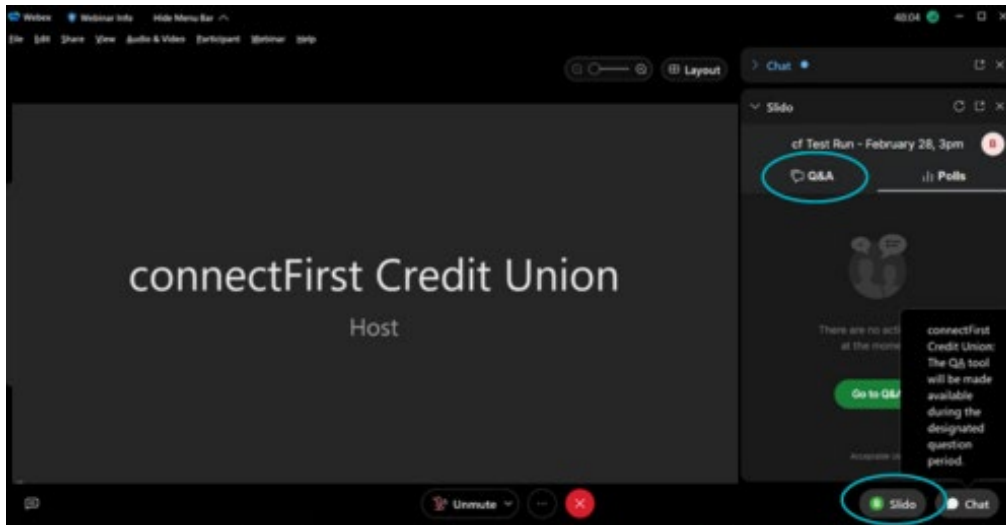 Webex Webinar Info Hide Menu Bar
48:04
File Edit Share View Audio & Video Participant Webinar Help
Layout
Chat
Slido
cf Test Run - February 28, 3pm
B
Q&A
Polls
connectFirst Credit Union
Host
There are no acti
at the mome
Go to Q&A
connectFirst
Credit Union:
The QA tool
will be made
available
during the
designated
question
period.
Acceptable
Unmute
Slido
Chat